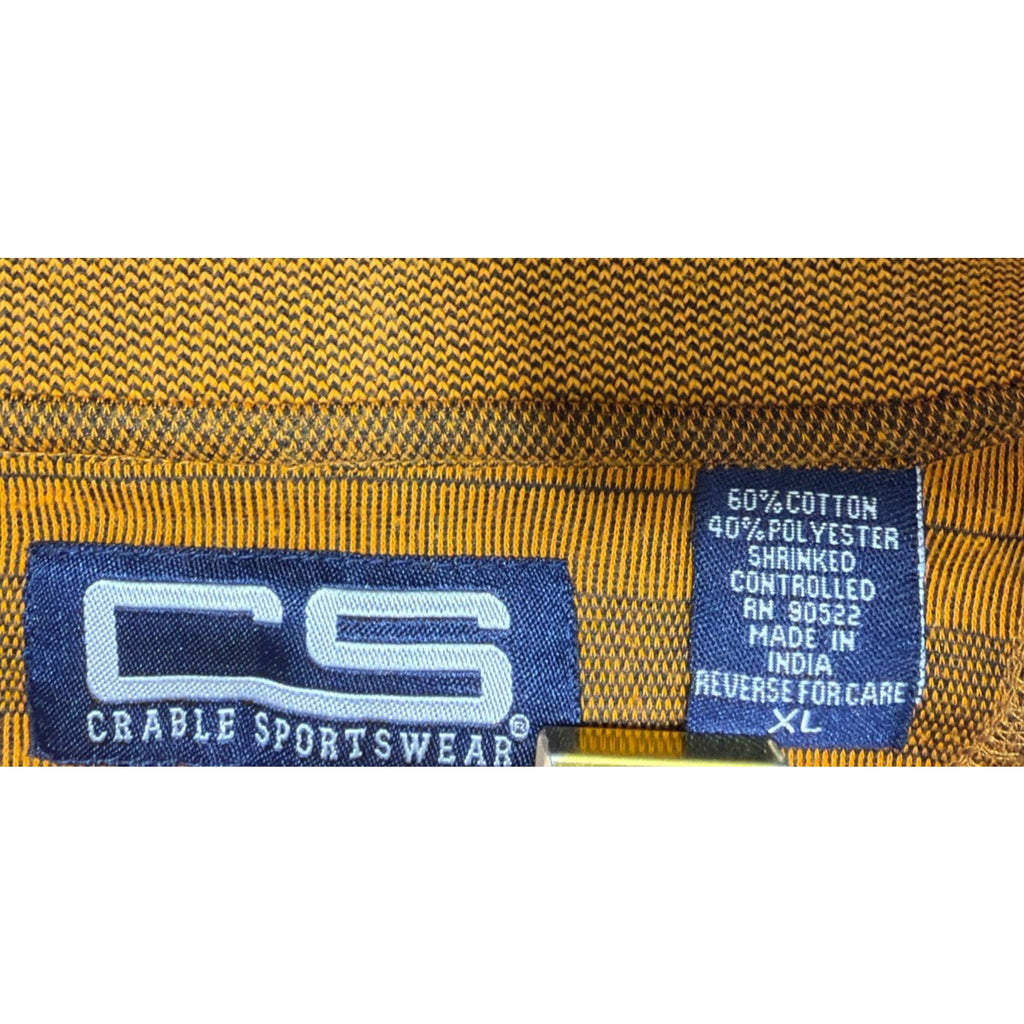 CS
CRABLE SPORTSWEAR®
60% COTTON
40% POLYESTER
SHRINKED
CONTROLLED
RN 90522
MADE IN
INDIA
REVERSE FOR CARE
XL